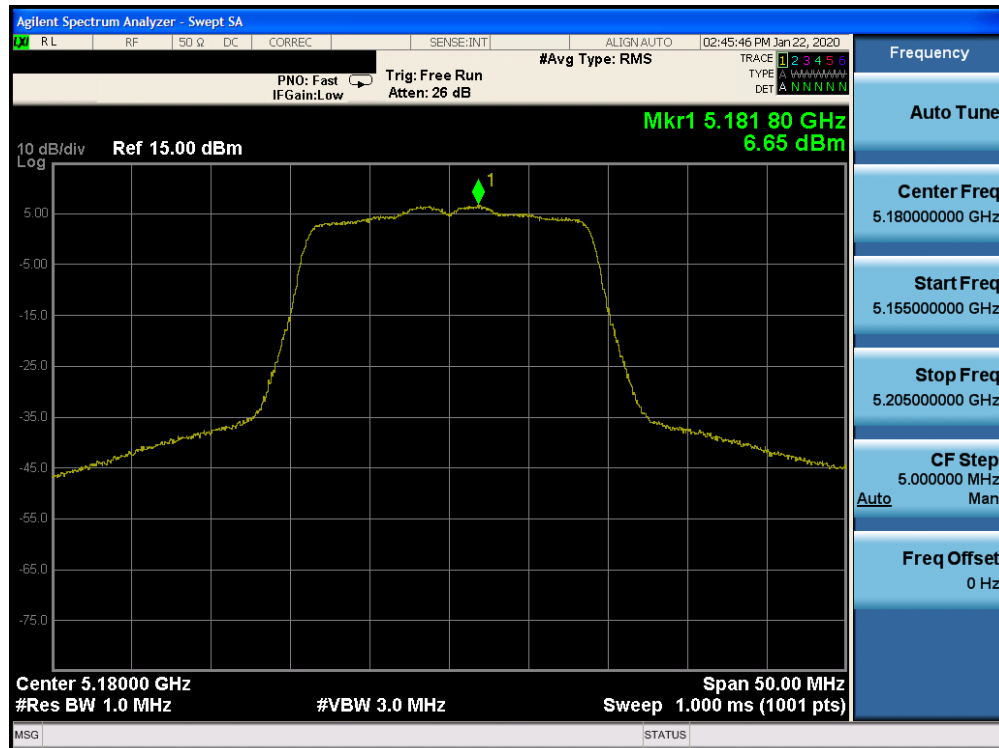 Agilent Spectrum Analyzer - Swept SA
LXI RL RF 50 Ω DC CORREC SENSE:INT ALIGN AUTO 02:45:46 PM Jan 22, 2020
#Avg Type: RMS
TRACE 1 2 3 4 5 6
TYPE A WWWWWW
DET A N N N N N
PNO: Fast
IFGain:Low
Trig: Free Run
Atten: 26 dB
Mkr1 5.181 80 GHz
6.65 dBm
10 dB/div Ref 15.00 dBm
Log
1
5.00
-5.00
-15.0
-25.0
-35.0
-45.0
-55.0
-65.0
-75.0
Center 5.18000 GHz Span 50.00 MHz
#Res BW 1.0 MHz #VBW 3.0 MHz Sweep 1.000 ms (1001 pts)
MSG STATUS
Frequency
Auto Tune
Center Freq
5.180000000 GHz
Start Freq
5.155000000 GHz
Stop Freq
5.205000000 GHz
CF Step
5.000000 MHz
Auto Man
Freq Offset
0 Hz